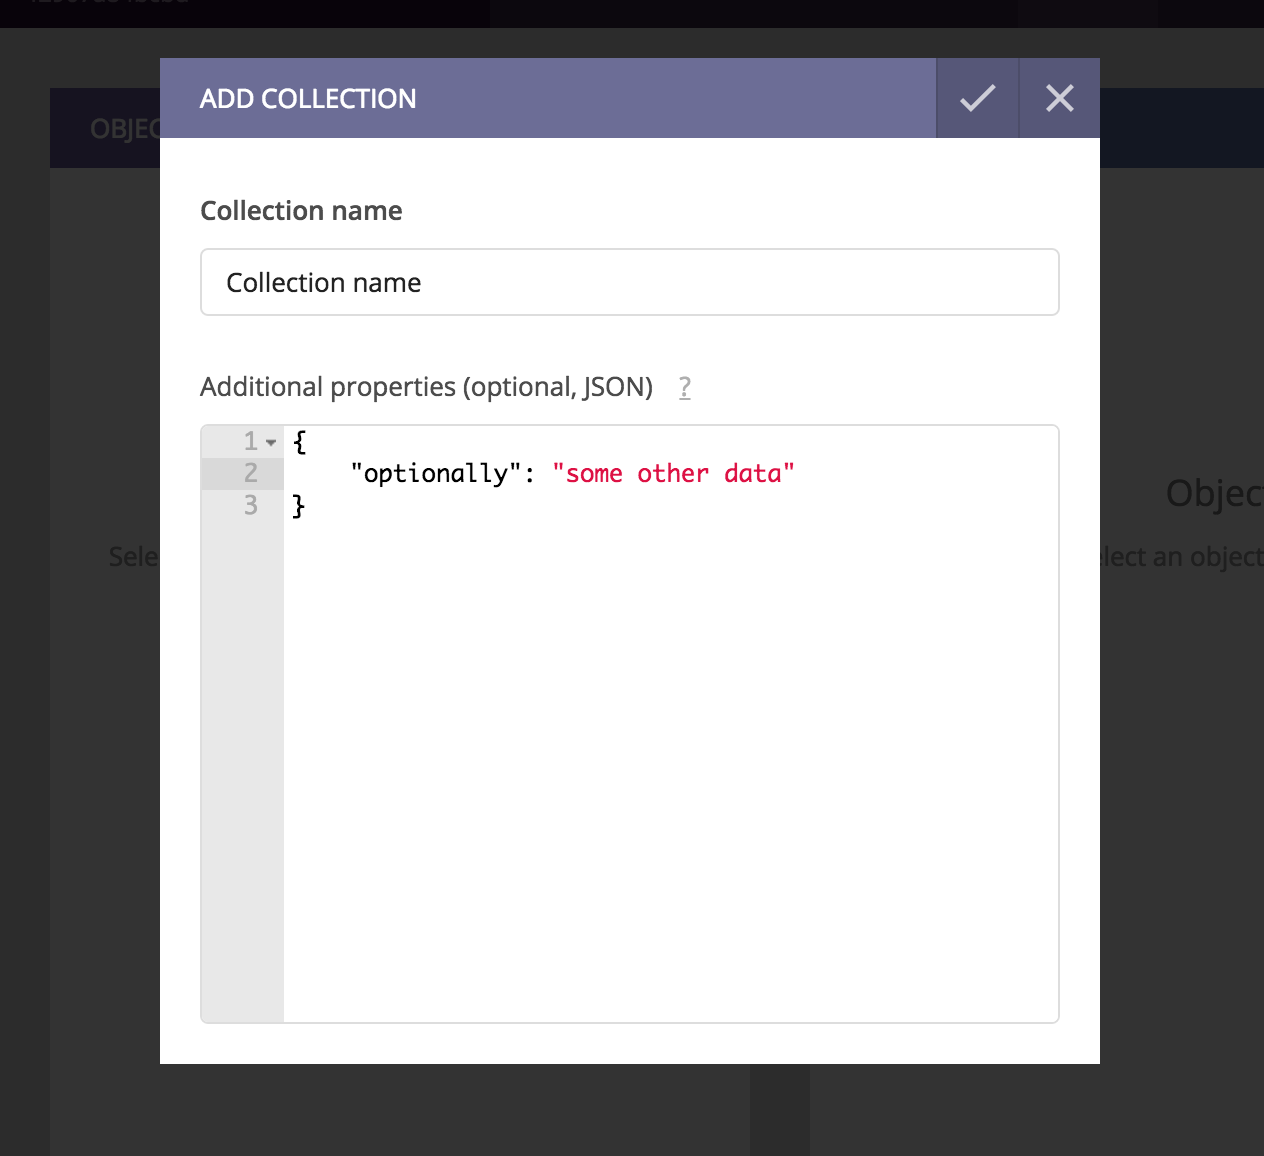 ADD COLLECTION
OBJEC
Collection name
Collection name
Additional properties (optional, JSON) ?
1 {
2 "optionally": "some other data"
3 }
Objec
Sele
lect an object